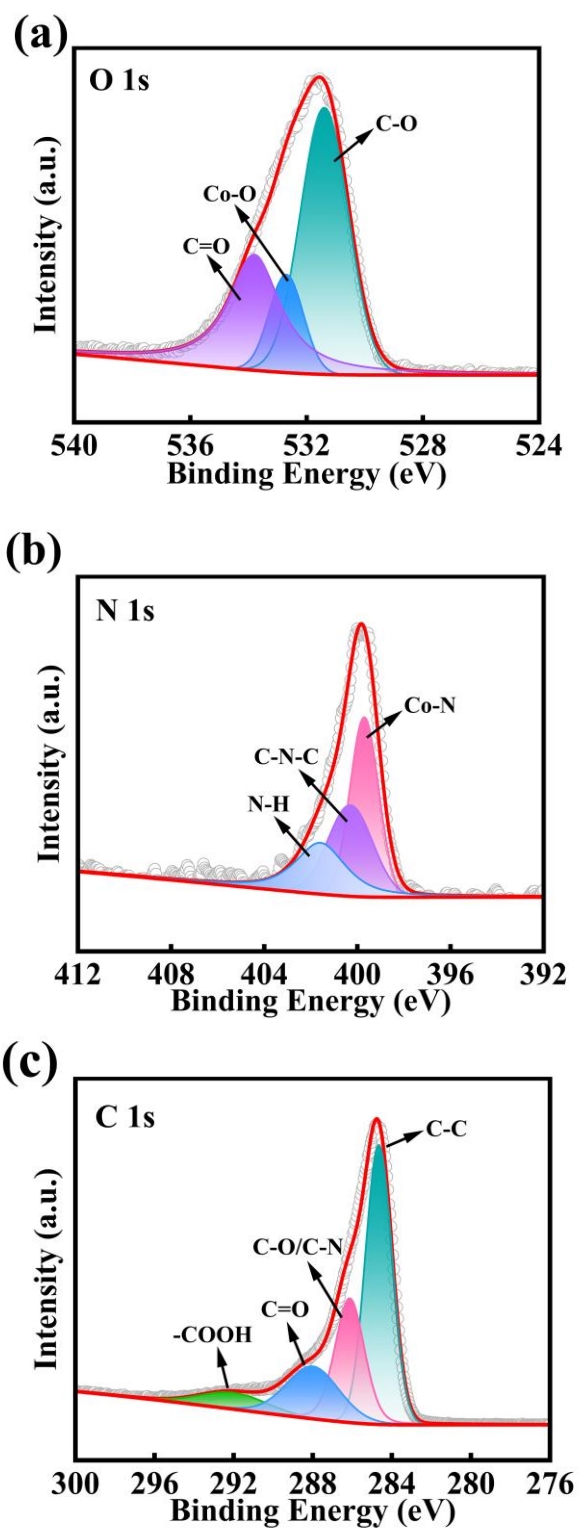 (a)
O 1s
C-O
Co-O
C=O
Intensity (a.u.)
540 536 532 528 524
Binding Energy (eV)
(b)
N 1s
Co-N
C-N-C
N-H
Intensity (a.u.)
412 408 404 400 396 392
Binding Energy (eV)
(c)
C 1s
C-C
C-O/C-N
C=O
-COOH
Intensity (a.u.)
300 296 292 288 284 280 276
Binding Energy (eV)